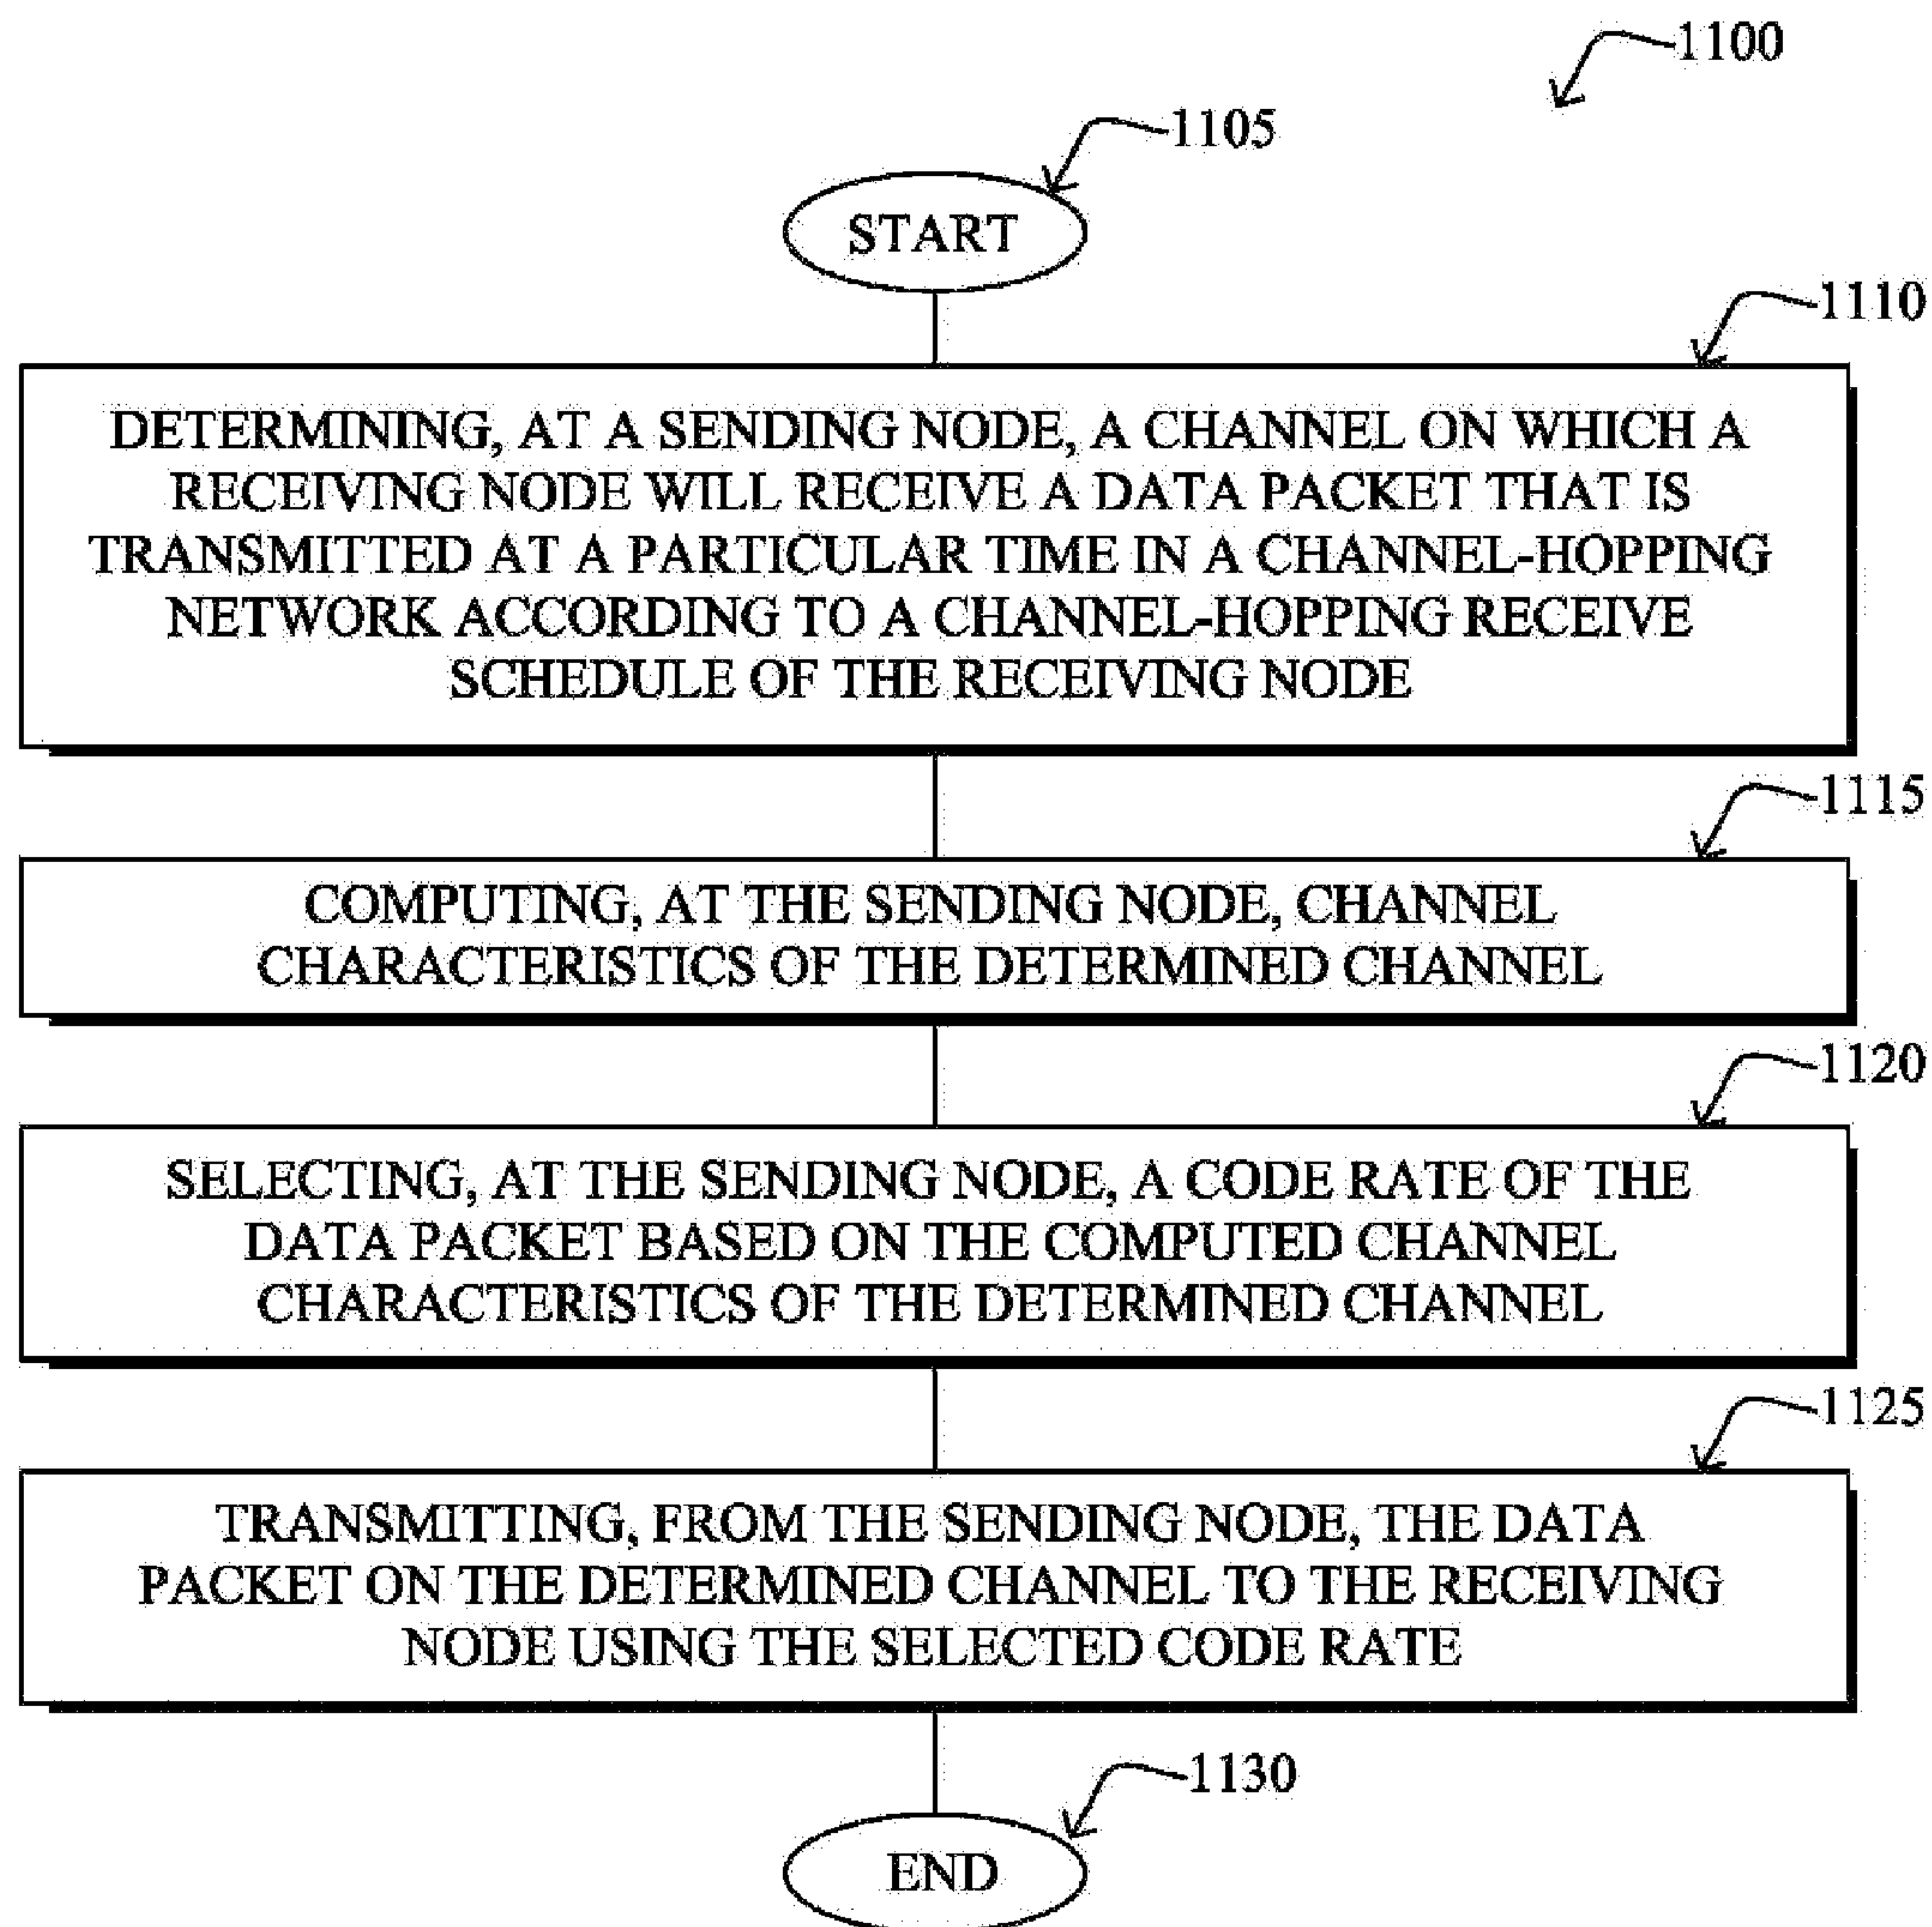 1100
1105
START
1110
DETERMINING, AT A SENDING NODE, A CHANNEL ON WHICH A
RECEIVING NODE WILL RECEIVE A DATA PACKET THAT IS
TRANSMITTED AT A PARTICULAR TIME IN A CHANNEL-HOPPING
NETWORK ACCORDING TO A CHANNEL-HOPPING RECEIVE
SCHEDULE OF THE RECEIVING NODE
1115
COMPUTING, AT THE SENDING NODE, CHANNEL
CHARACTERISTICS OF THE DETERMINED CHANNEL
1120
SELECTING, AT THE SENDING NODE, A CODE RATE OF THE
DATA PACKET BASED ON THE COMPUTED CHANNEL
CHARACTERISTICS OF THE DETERMINED CHANNEL
1125
TRANSMITTING, FROM THE SENDING NODE, THE DATA
PACKET ON THE DETERMINED CHANNEL TO THE RECEIVING
NODE USING THE SELECTED CODE RATE
1130
END